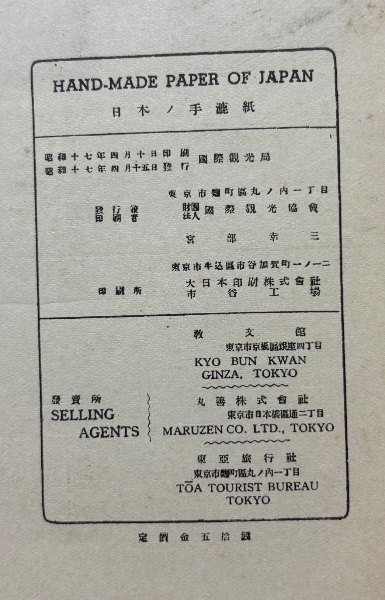 HAND-MADE PAPER OF JAPAN
日本ノ手漉紙
昭和十七年四月十日印刷
昭和十七年四月十五日發行
國際觀光局
東京市麴町區丸ノ内一丁目
發行後
印刷者
財團法人
國際觀光協會
宮部幸三
東京市牛込區市谷加賀町一ノ一二
印刷所
大日本印刷株式會社
市谷工場
教文館
東京市京橋區銀座四丁目
KYO BUN KWAN
GINZA, TOKYO
發賣所
SELLING
AGENTS
丸善株式會社
東京市日本橋區通二丁目
MARUZEN CO. LTD., TOKYO
東亞旅行社
東京市麴町區丸ノ内一丁目
TŌA TOURIST BUREAU
TOKYO
定價金五拾錢